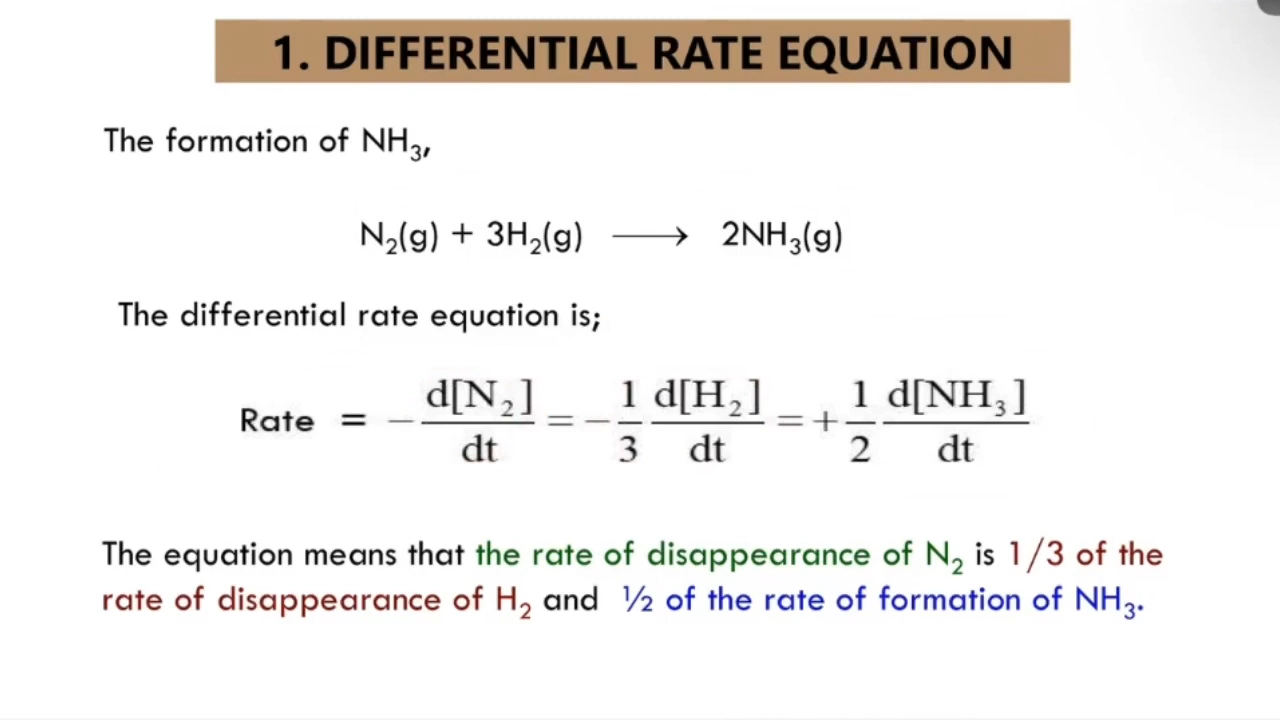 1. DIFFERENTIAL RATE EQUATION
The formation of NH₃,
N₂(g) + 3H₂(g) ⟶ 2NH₃(g)
The differential rate equation is;
Rate = − d[N₂]/dt = − 1/3 d[H₂]/dt = + 1/2 d[NH₃]/dt
The equation means that the rate of disappearance of N₂ is 1/3 of the
rate of disappearance of H₂ and ½ of the rate of formation of NH₃.